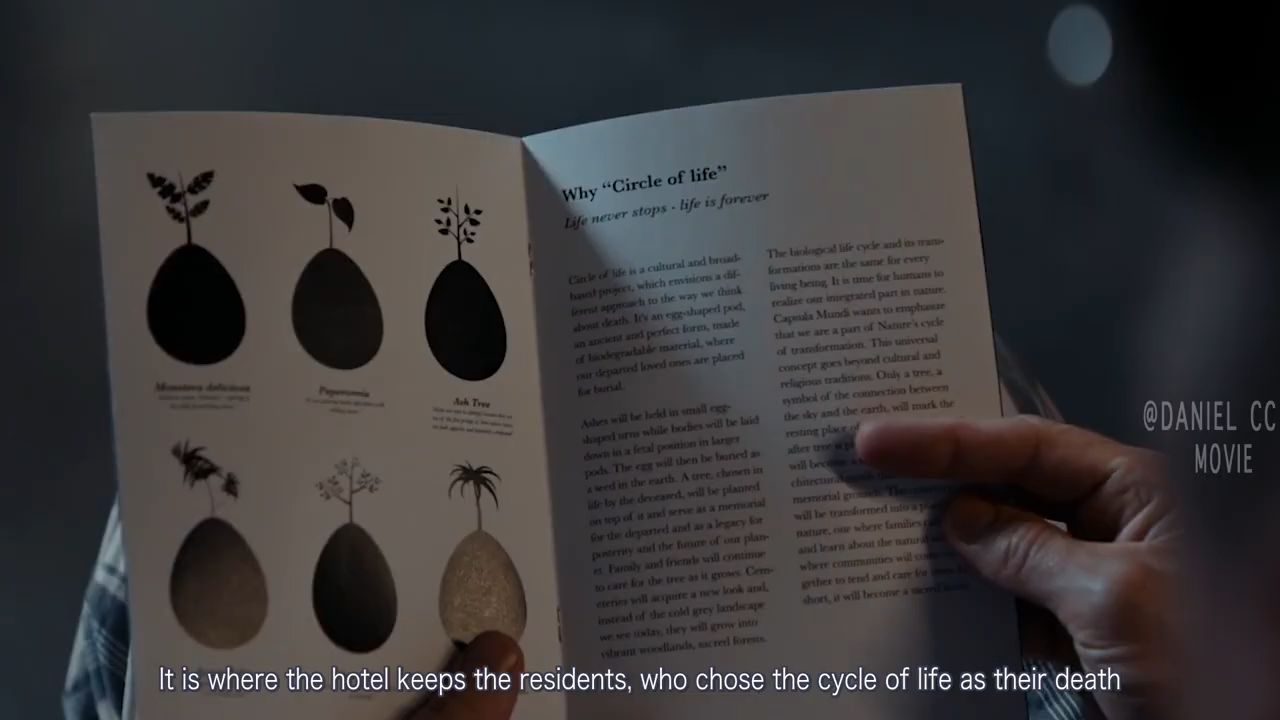 Monstera deliciosa
Peperomia
Ash Tree
Why “Circle of life”
Life never stops - life is forever
Circle of life is a cultural and broad-
based project, which envisions a dif-
ferent approach to the way we think
about death. It's an egg-shaped pod,
an ancient and perfect form, made
of biodegradable material, where
our departed loved ones are placed
for burial.
Ashes will be held in small egg-
shaped urns while bodies will be laid
down in a fetal position in larger
pods. The egg will then be buried as
a seed in the earth. A tree, chosen in
life by the deceased, will be planted
on top of it and serve as a memorial
for the departed and as a legacy for
posterity and the future of our plan-
et. Family and friends will continue
to care for the tree as it grows. Cem-
eteries will acquire a new look and,
instead of the cold grey landscape
we see today, they will grow into
vibrant woodlands, sacred forests.
The biological life cycle and its trans-
formations are the same for every
living being. It is time for humans to
realize our integrated part in nature.
Capsula Mundi wants to emphasize
that we are a part of Nature's cycle
of transformation. This universal
concept goes beyond cultural and
religious traditions. Only a tree, a
symbol of the connection between
the sky and the earth, will mark the
resting place of
after tree
will become
memorial grounds. The
will be transformed into a
nature, one where families
and learn about the natural
where communities will
gether to tend and care for
short, it will become a sacred
@DANIEL CC
MOVIE
It is where the hotel keeps the residents, who chose the cycle of life as their death